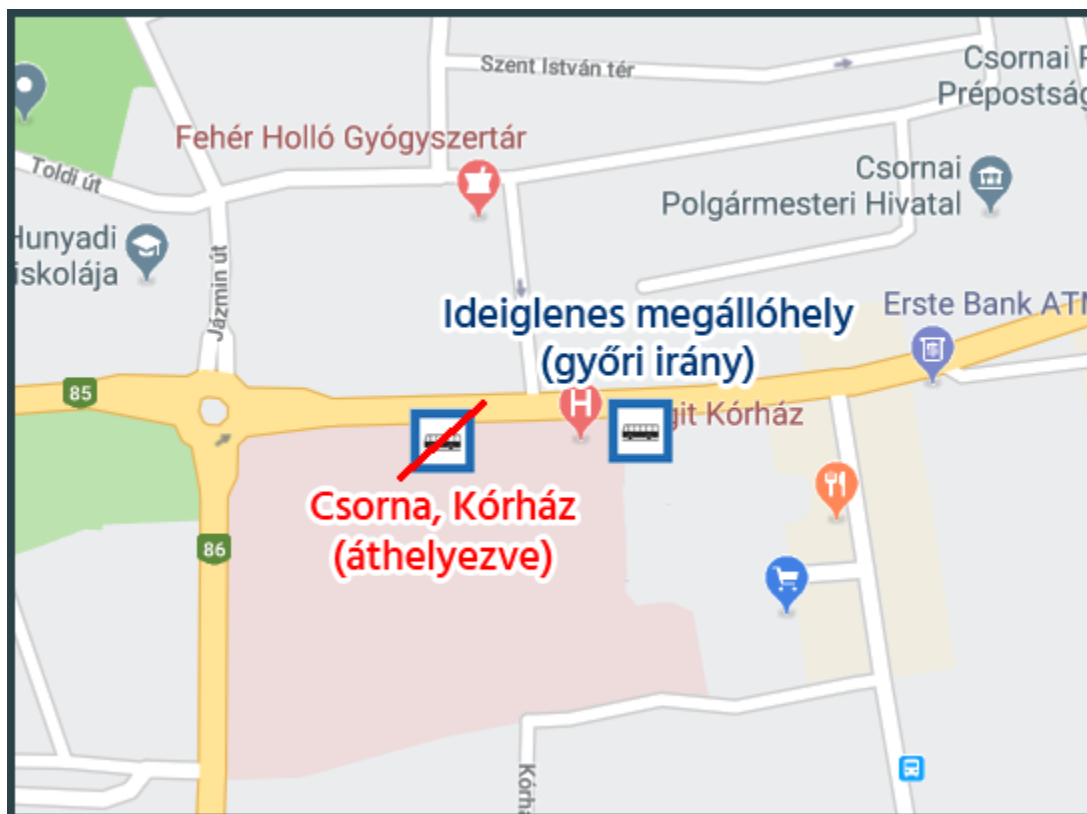 Szent István tér
Csornai P
Prépostság
Fehér Holló Gyógyszertár
Toldi út
Csornai
Polgármesteri Hivatal
Hunyadi
iskolája
Jázmin út
Ideiglenes megállóhely
(győri irány)
Erste Bank ATM
85
H
git Kórház
Csorna, Kórház
(áthelyezve)
86
Kórha